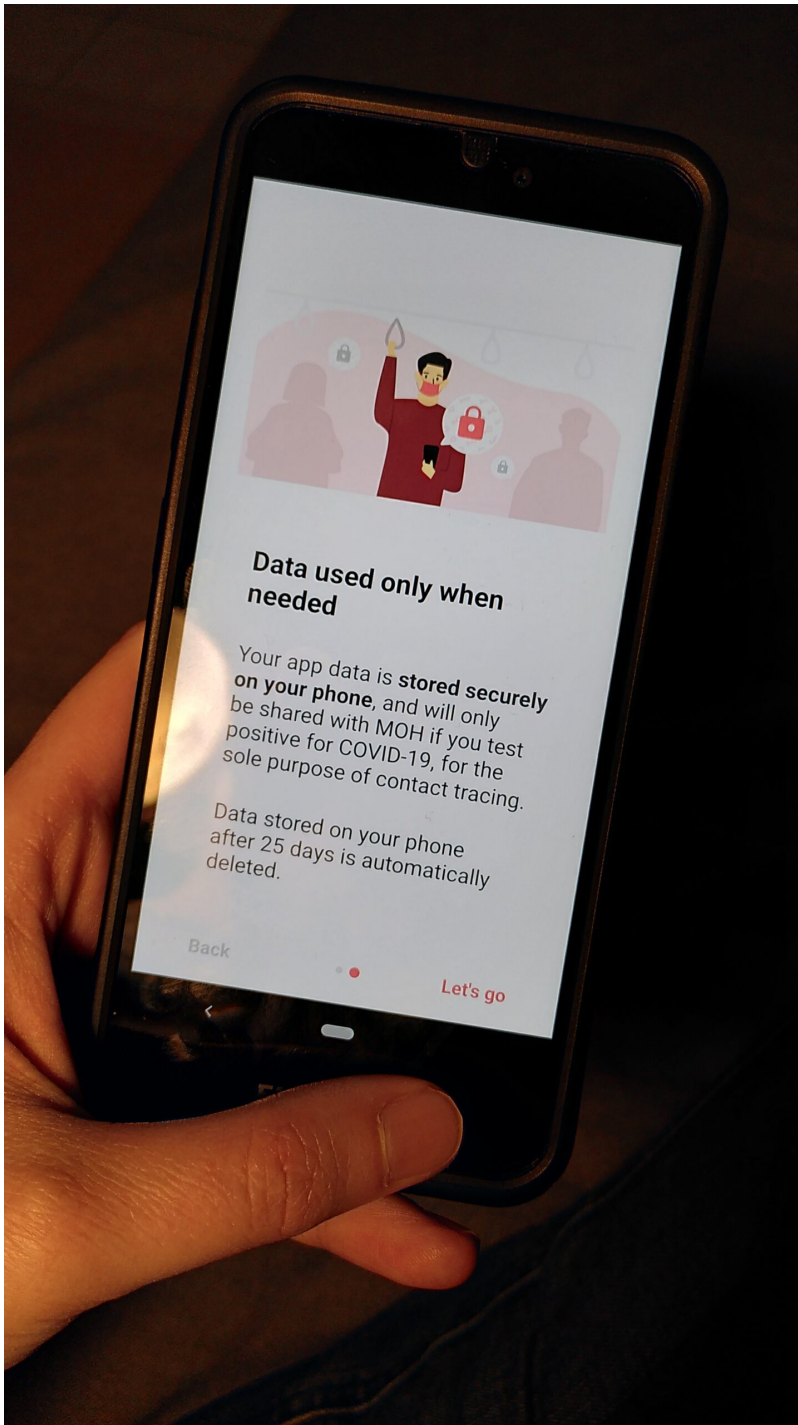 Data used only when
needed
Your app data is stored securely
on your phone, and will only
be shared with MOH if you test
positive for COVID-19, for the
sole purpose of contact tracing.
Data stored on your phone
after 25 days is automatically
deleted.
Back
Let's go